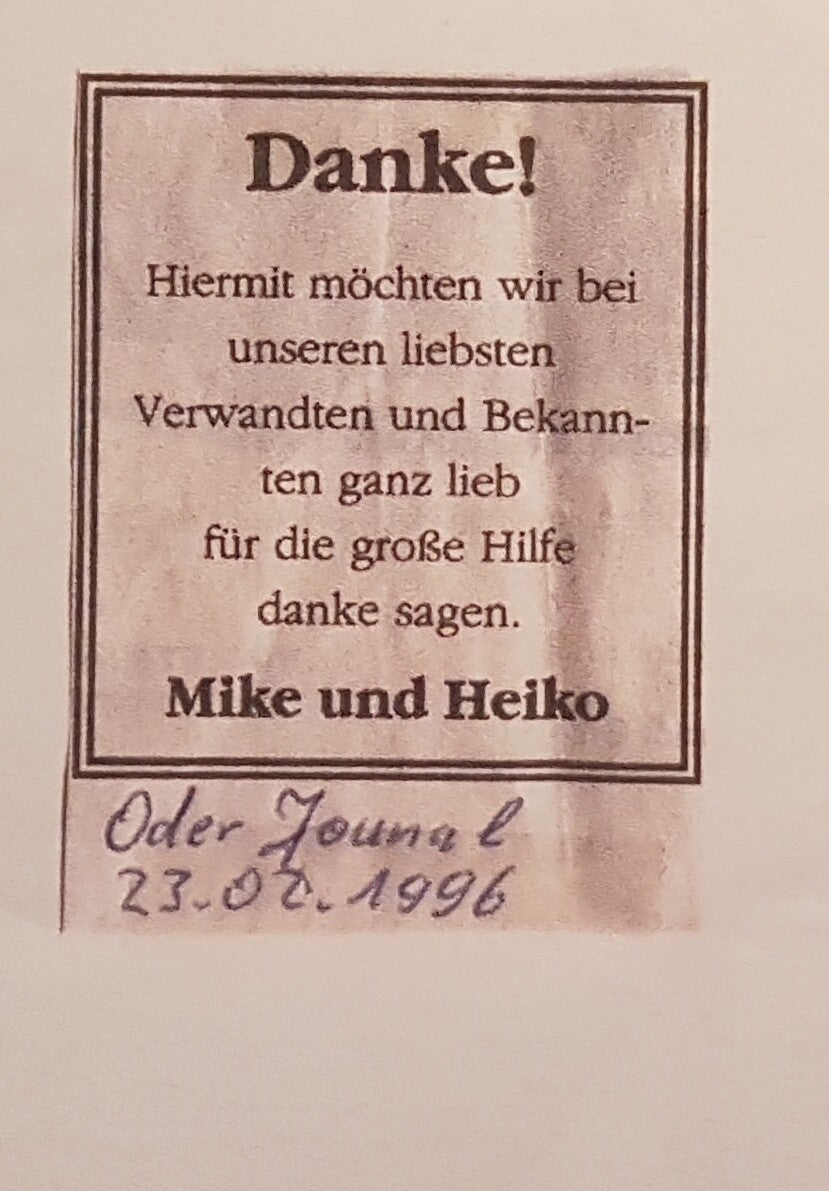 Danke!
Hiermit möchten wir bei
unseren liebsten
Verwandten und Bekann-
ten ganz lieb
für die große Hilfe
danke sagen.
Mike und Heiko
Oder Jounal
23.02.1996